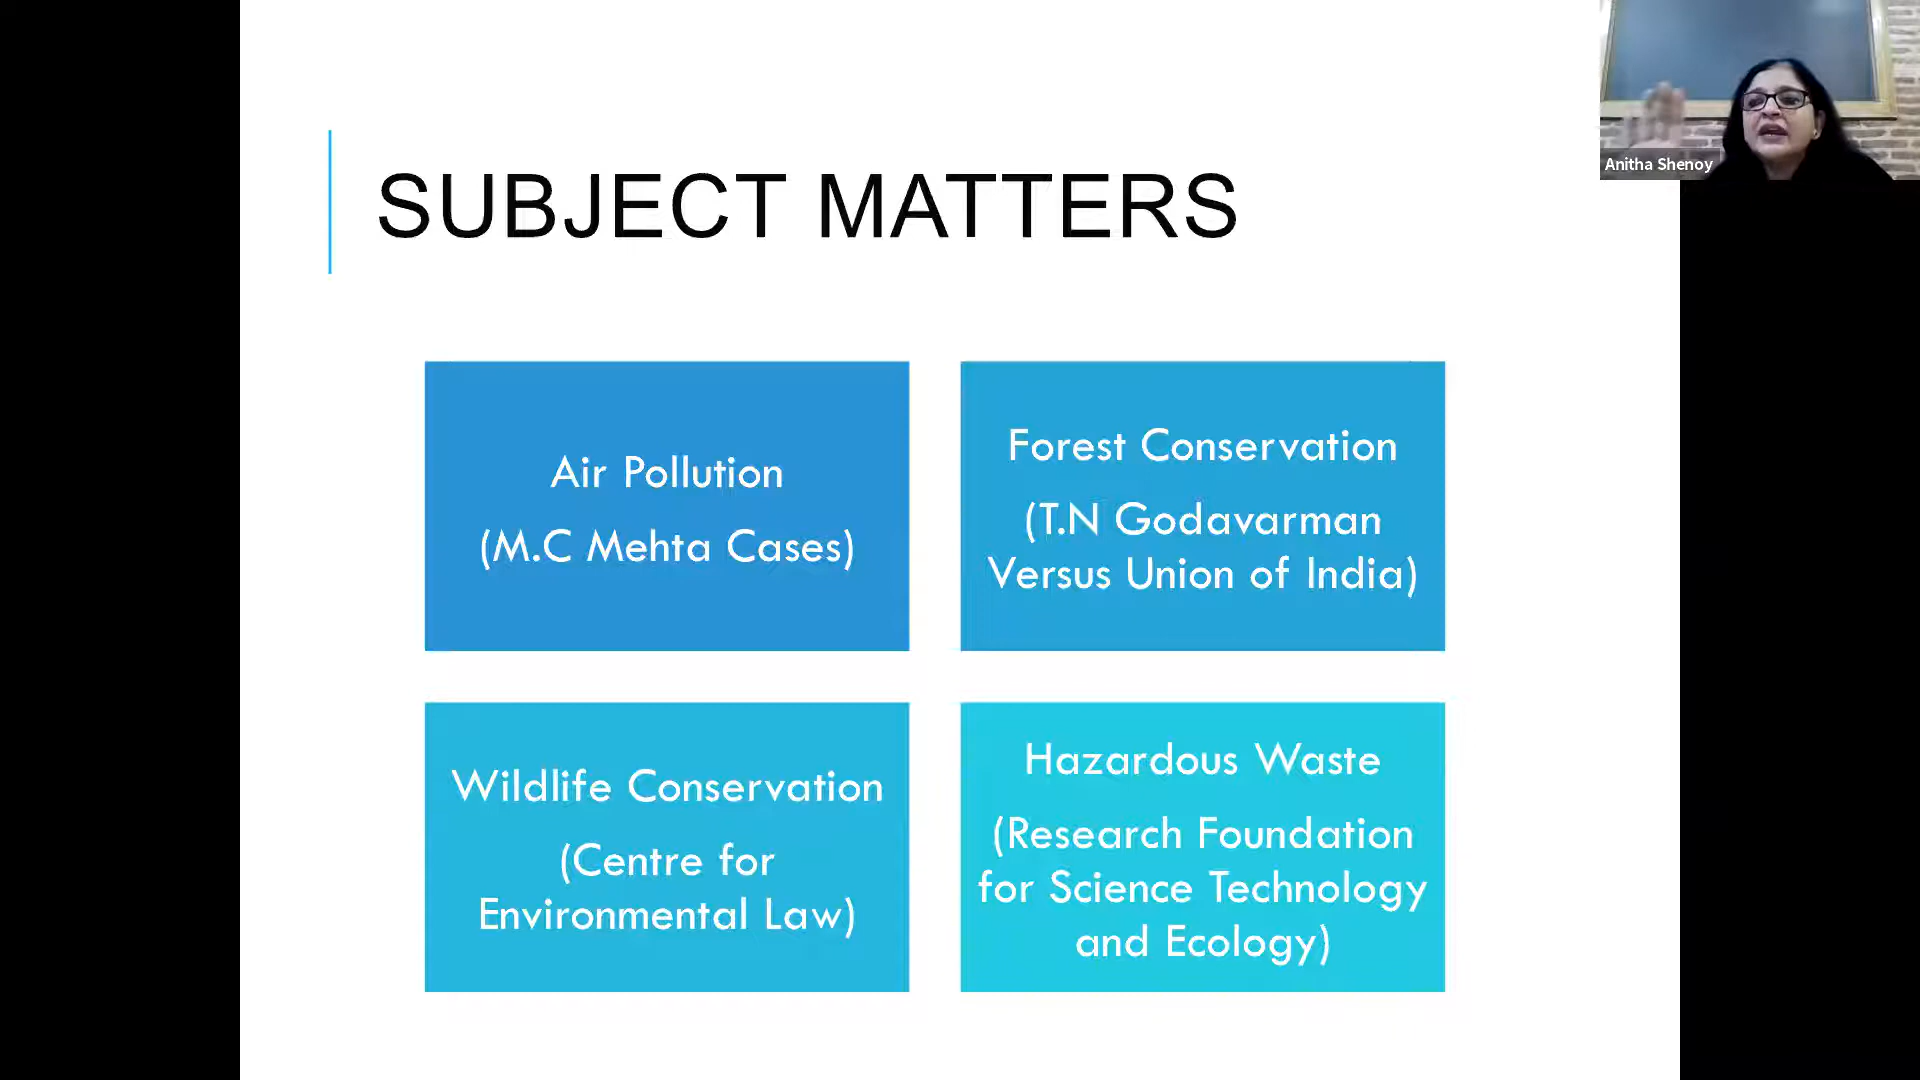 SUBJECT MATTERS
Anitha Shenoy
Air Pollution
(M.C Mehta Cases)
Forest Conservation
(T.N Godavarman
Versus Union of India)
Wildlife Conservation
(Centre for
Environmental Law)
Hazardous Waste
(Research Foundation
for Science Technology
and Ecology)